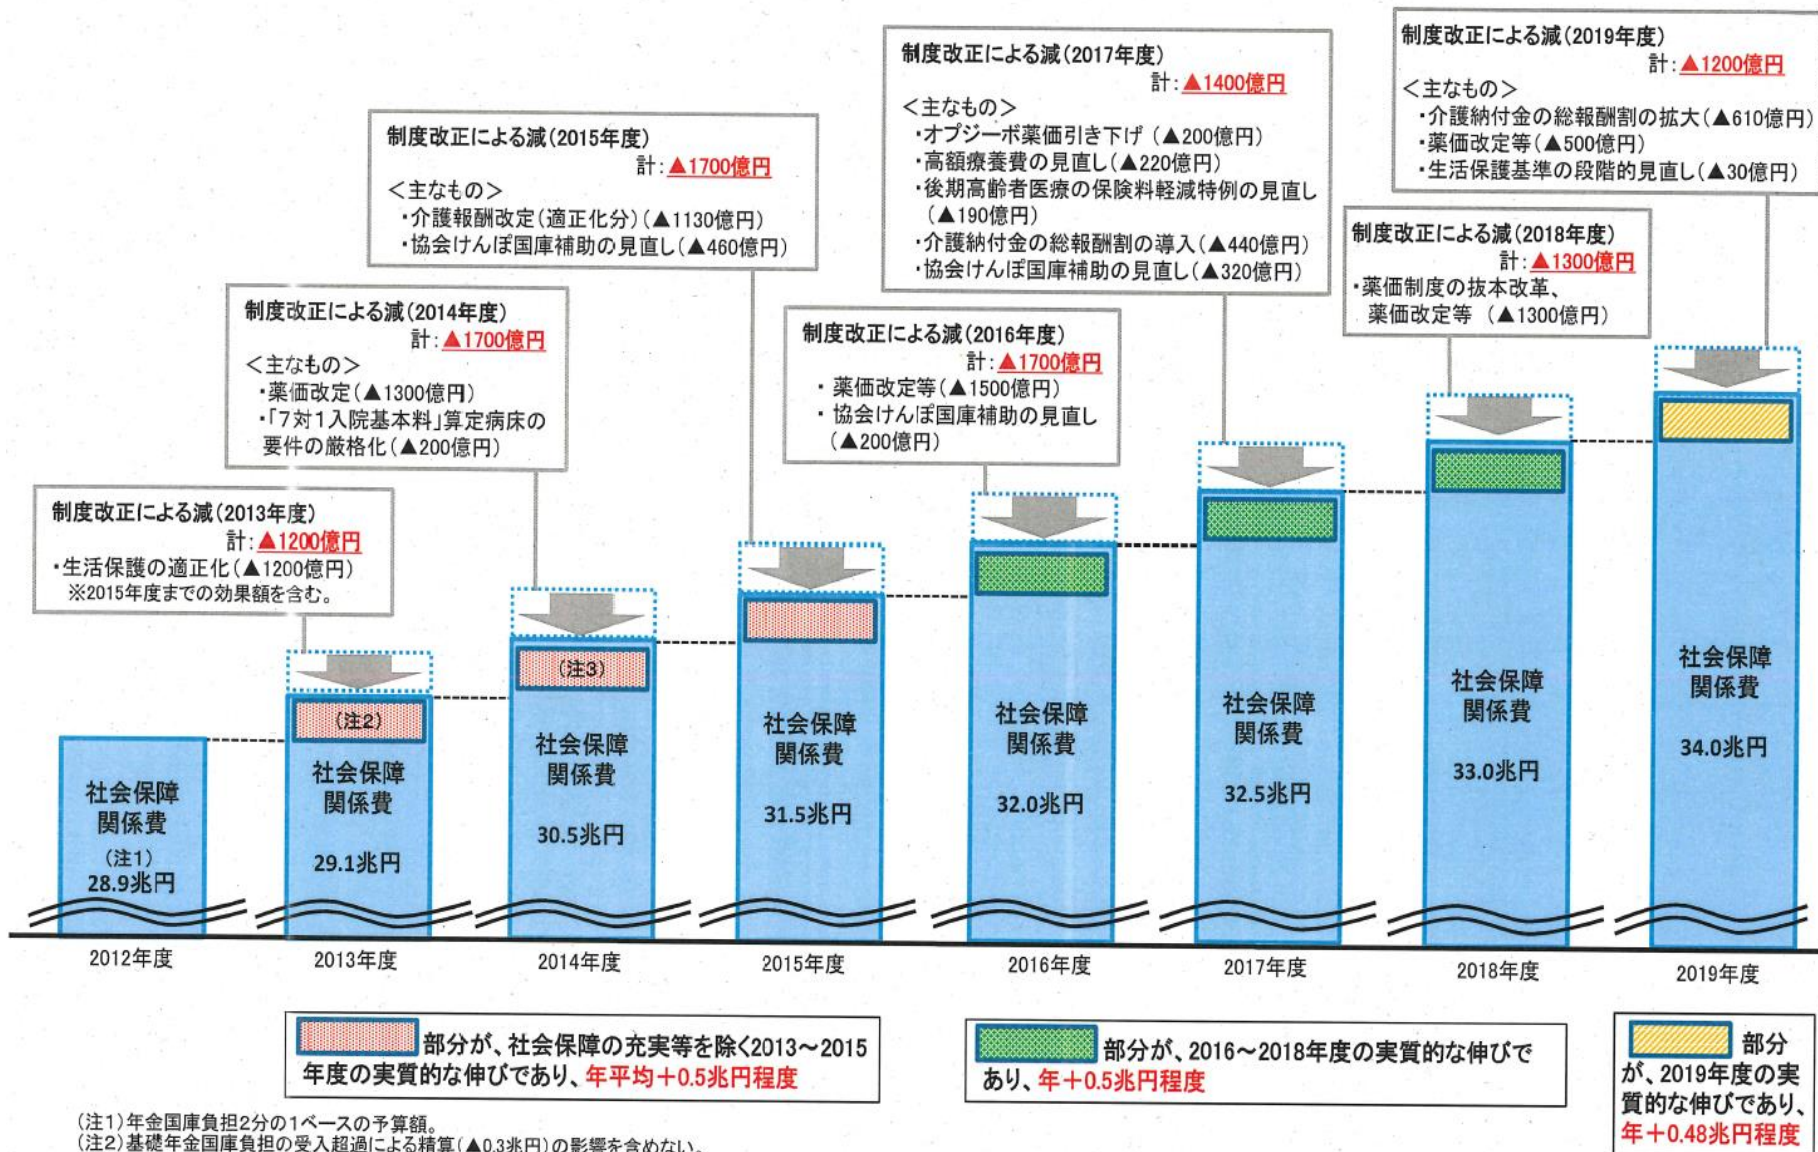 制度改正による減(2019年度)
計:▲1200億円
<主なもの>
・介護納付金の総報酬割の拡大(▲610億円)
・薬価改定等(▲500億円)
・生活保護基準の段階的見直し(▲30億円)
制度改正による減(2017年度)
計:▲1400億円
<主なもの>
・オプジーボ薬価引き下げ(▲200億円)
・高額療養費の見直し(▲220億円)
・後期高齢者医療の保険料軽減特例の見直し
(▲190億円)
・介護納付金の総報酬割の導入(▲440億円)
・協会けんぽ国庫補助の見直し(▲320億円)
制度改正による減(2015年度)
計:▲1700億円
<主なもの>
・介護報酬改定(適正化分)(▲1130億円)
・協会けんぽ国庫補助の見直し(▲460億円)
制度改正による減(2018年度)
計:▲1300億円
・薬価制度の抜本改革、
薬価改定等 (▲1300億円)
制度改正による減(2014年度)
計:▲1700億円
<主なもの>
・薬価改定(▲1300億円)
・「7対1入院基本料」算定病床の
要件の厳格化(▲200億円)
制度改正による減(2016年度)
計:▲1700億円
・ 薬価改定等(▲1500億円)
・ 協会けんぽ国庫補助の見直し
(▲200億円)
制度改正による減(2013年度)
計:▲1200億円
・生活保護の適正化(▲1200億円)
※2015年度までの効果額を含む。
社会保障
関係費
(注1)
28.9兆円
(注2)
社会保障
関係費
29.1兆円
(注3)
社会保障
関係費
30.5兆円
社会保障
関係費
31.5兆円
社会保障
関係費
32.0兆円
社会保障
関係費
32.5兆円
社会保障
関係費
33.0兆円
社会保障
関係費
34.0兆円
2012年度
2013年度
2014年度
2015年度
2016年度
2017年度
2018年度
2019年度
部分が、社会保障の充実等を除く2013~2015
年度の実質的な伸びであり、年平均+0.5兆円程度
部分が、2016~2018年度の実質的な伸びで
あり、年+0.5兆円程度
部分
が、2019年度の実
質的な伸びであり、
年+0.48兆円程度
(注1)年金国庫負担2分の1ベースの予算額。
(注2)基礎年金国庫負担の受入超過による精算(▲0.3兆円)の影響を含めない。